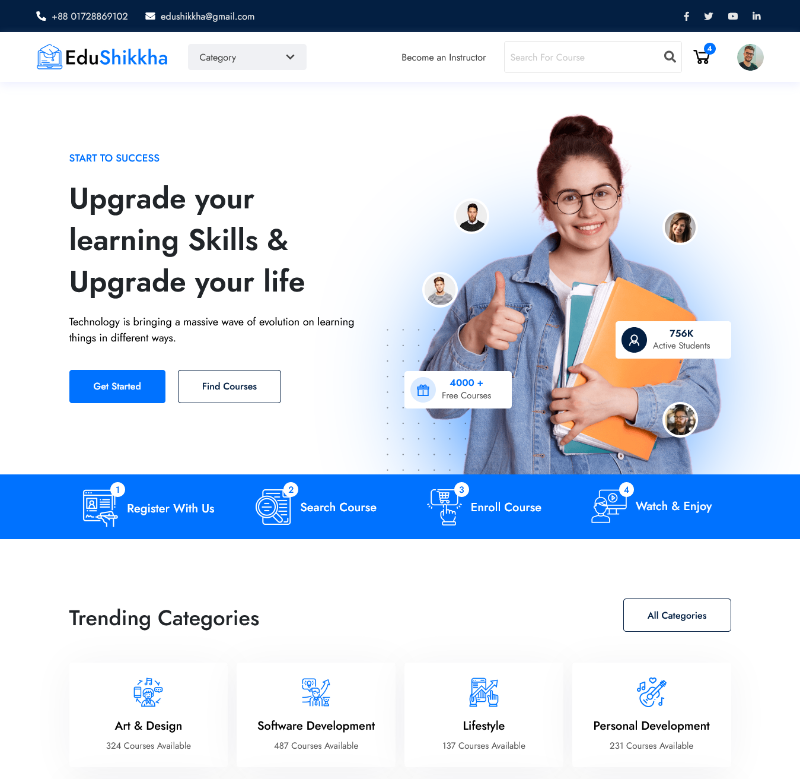 +88 01728869102 edushikkha@gmail.com
EduShikkha Category Become an Instructor Search For Course 4
START TO SUCCESS
Upgrade your
learning Skills &
Upgrade your life
Technology is bringing a massive wave of evolution on learning
things in different ways.
Get Started Find Courses
756K
Active Students
4000 +
Free Courses
1 Register With Us
2 Search Course
3 Enroll Course
4 Watch & Enjoy
Trending Categories All Categories
Art & Design
324 Courses Available
Software Development
487 Courses Available
Lifestyle
137 Courses Available
Personal Development
231 Courses Available